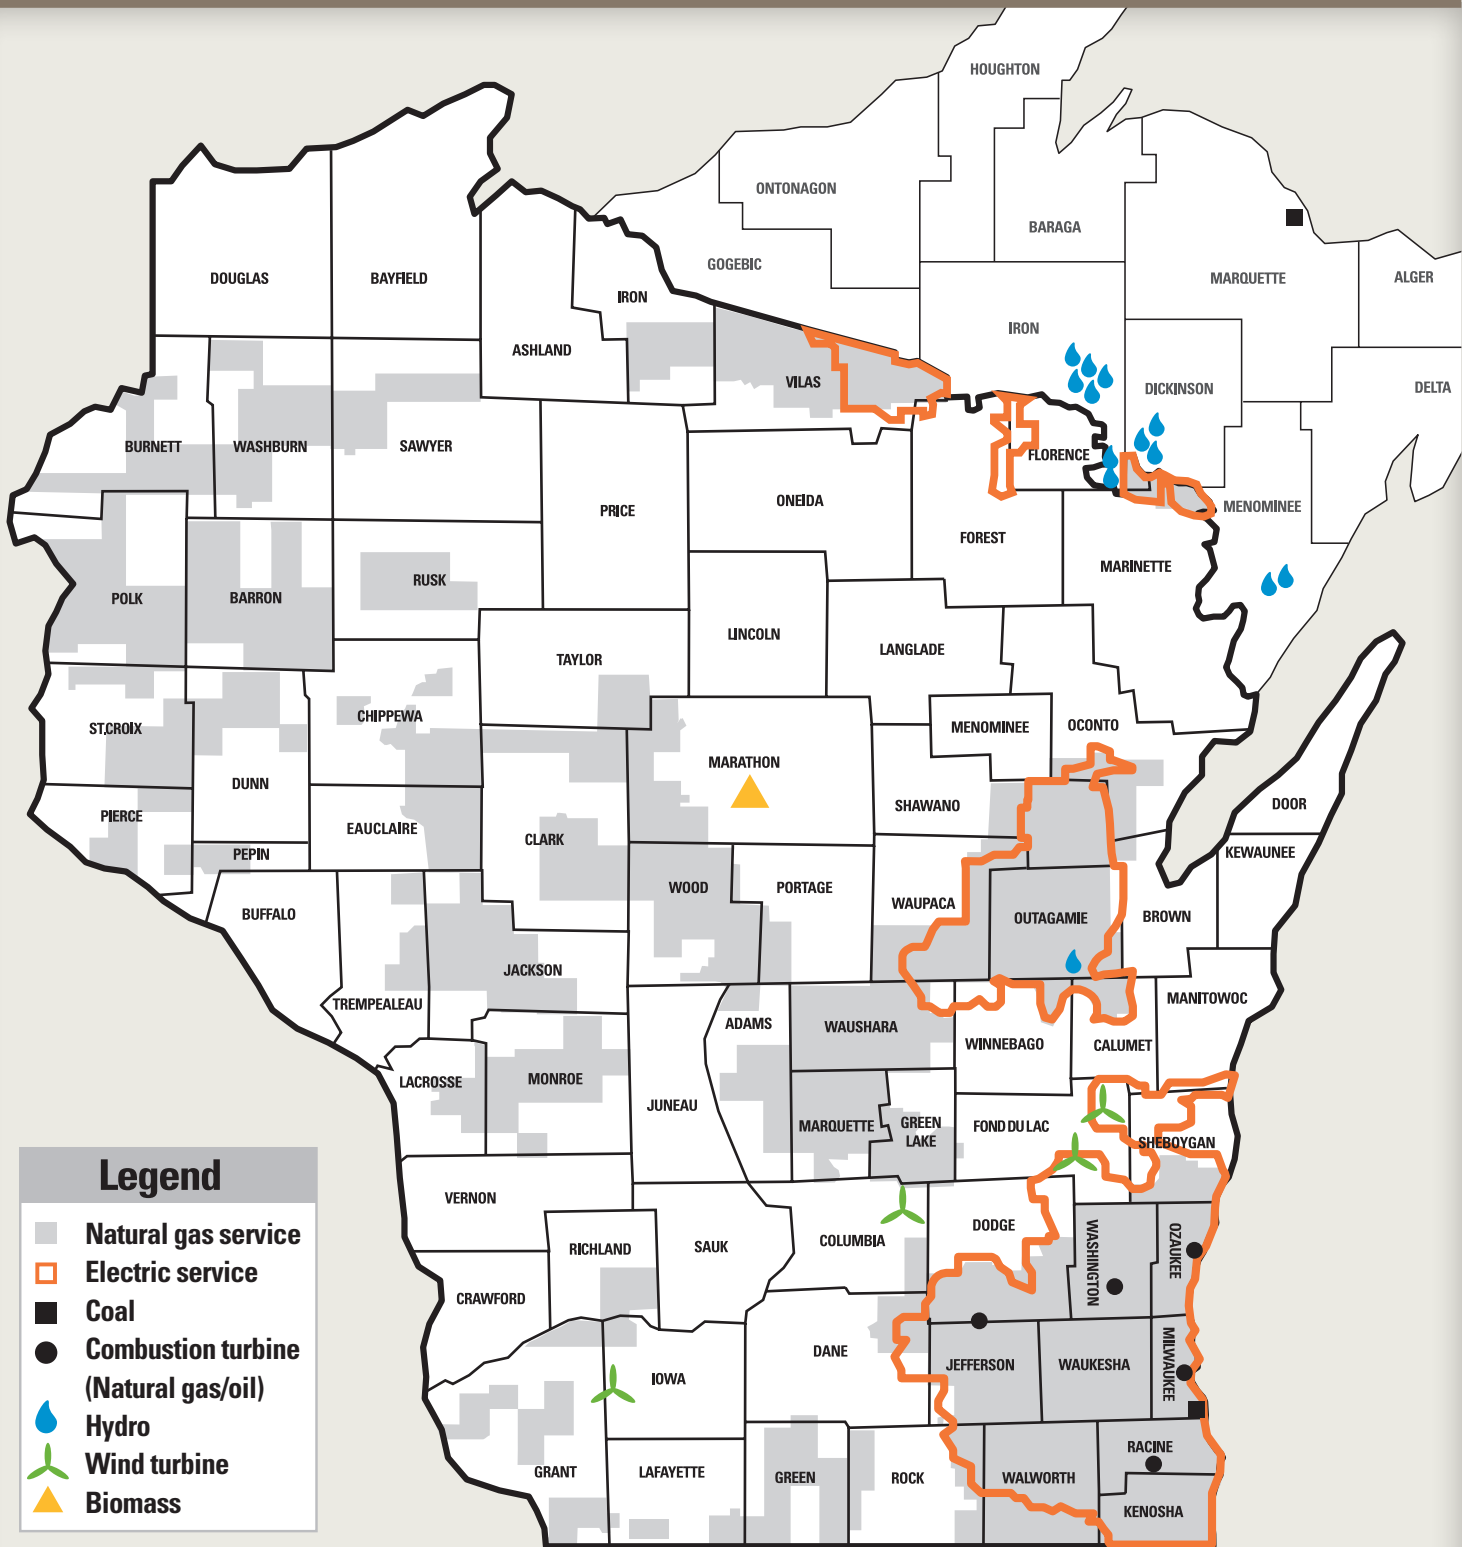 HOUGHTON
ONTONAGON
BARAGA
GOGEBIC
MARQUETTE
ALGER
DOUGLAS
BAYFIELD
IRON
IRON
ASHLAND
VILAS
DICKINSON
DELTA
BURNETT
WASHBURN
SAWYER
FLORENCE
PRICE
ONEIDA
MENOMINEE
FOREST
MARINETTE
POLK
BARRON
RUSK
LINCOLN
LANGLADE
TAYLOR
ST.CROIX
CHIPPEWA
MENOMINEE
OCONTO
MARATHON
DUNN
SHAWANO
DOOR
PIERCE
EAUCLAIRE
CLARK
KEWAUNEE
PEPIN
WOOD
PORTAGE
WAUPACA
BUFFALO
OUTAGAMIE
BROWN
JACKSON
TREMPEALEAU
MANITOWOC
ADAMS
WAUSHARA
WINNEBAGO
CALUMET
LACROSSE
MONROE
JUNEAU
MARQUETTE
GREEN
LAKE
FOND DU LAC
SHEBOYGAN
VERNON
RICHLAND
SAUK
COLUMBIA
DODGE
WASHINGTON
OZAUKEE
CRAWFORD
DANE
JEFFERSON
WAUKESHA
MILWAUKEE
IOWA
GRANT
LAFAYETTE
GREEN
ROCK
WALWORTH
RACINE
KENOSHA
Legend
Natural gas service
Electric service
Coal
Combustion turbine
(Natural gas/oil)
Hydro
Wind turbine
Biomass